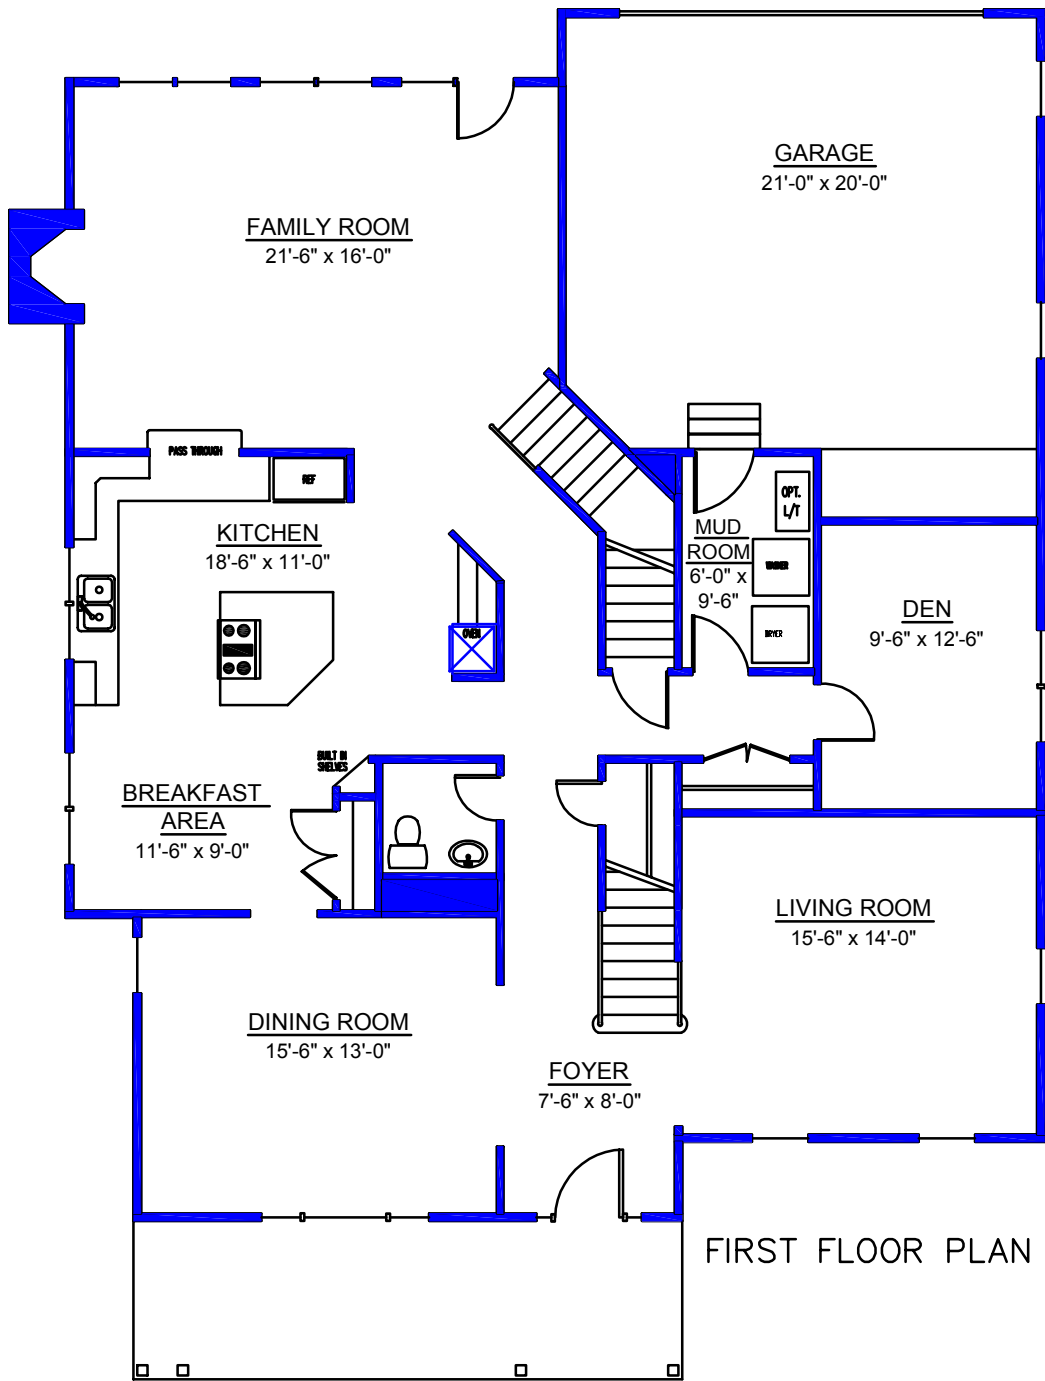 GARAGE
21'-0" x 20'-0"
FAMILY ROOM
21'-6" x 16'-0"
PASS THROUGH
REF
KITCHEN
18'-6" x 11'-0"
OPT.
L/T
MUD
ROOM
6'-0" x
9'-6"
WASHER
DRYER
OVEN
DEN
9'-6" x 12'-6"
BUILT IN
SHELVES
BREAKFAST
AREA
11'-6" x 9'-0"
LIVING ROOM
15'-6" x 14'-0"
DINING ROOM
15'-6" x 13'-0"
FOYER
7'-6" x 8'-0"
FIRST FLOOR PLAN